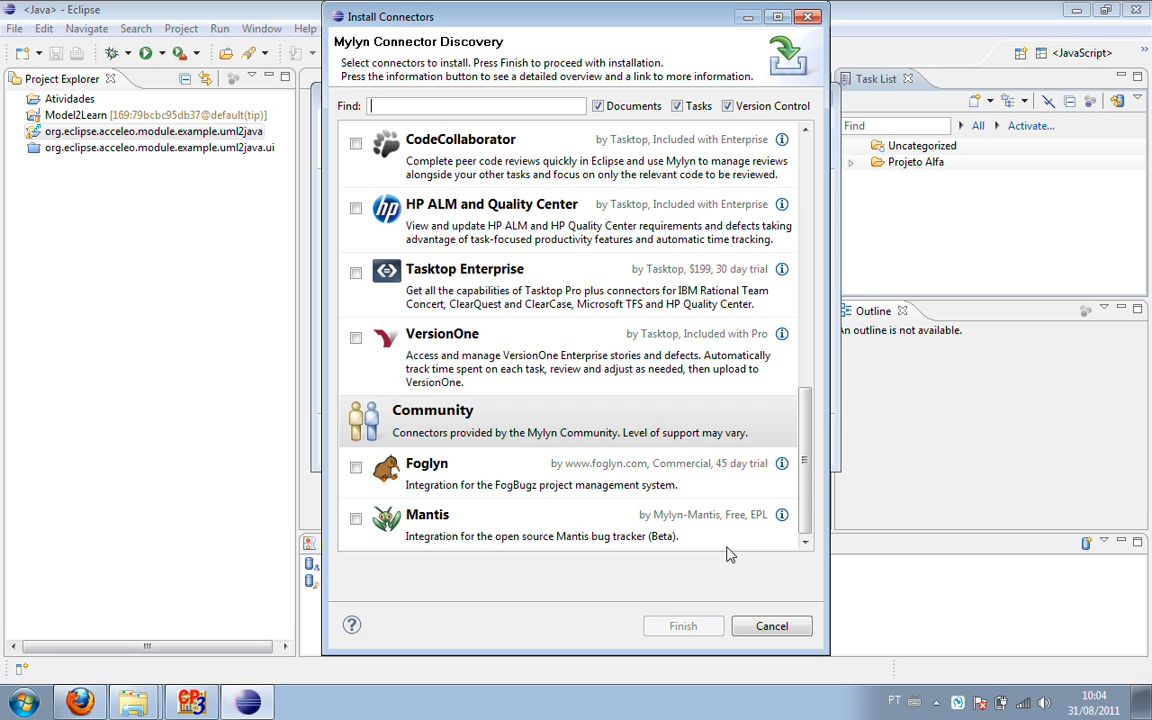 <Java> - Eclipse
File Edit Navigate Search Project Run Window Help
<JavaScript>
Project Explorer
Atividades
Model2Learn [169:79bcbc95db37@default(tip)]
org.eclipse.acceleo.module.example.uml2java
org.eclipse.acceleo.module.example.uml2java.ui
Install Connectors
Mylyn Connector Discovery
Select connectors to install. Press Finish to proceed with installation.
Press the information button to see a detailed overview and a link to more information.
Find: Documents Tasks Version Control
CodeCollaborator by Tasktop, Included with Enterprise
Complete peer code reviews quickly in Eclipse and use Mylyn to manage reviews
alongside your other tasks and focus on only the relevant code to be reviewed.
HP ALM and Quality Center by Tasktop, Included with Enterprise
hp
View and update HP ALM and HP Quality Center requirements and defects taking
advantage of task-focused productivity features and automatic time tracking.
Tasktop Enterprise by Tasktop, $199, 30 day trial
Get all the capabilities of Tasktop Pro plus connectors for IBM Rational Team
Concert, ClearQuest and ClearCase, Microsoft TFS and HP Quality Center.
VersionOne by Tasktop, Included with Pro
Access and manage VersionOne Enterprise stories and defects. Automatically
track time spent on each task, review and adjust as needed, then upload to
VersionOne.
Community
Connectors provided by the Mylyn Community. Level of support may vary.
Foglyn by www.foglyn.com, Commercial, 45 day trial
Integration for the FogBugz project management system.
Mantis by Mylyn-Mantis, Free, EPL
Integration for the open source Mantis bug tracker (Beta).
Finish Cancel
Task List
Find All Activate...
Uncategorized
Projeto Alfa
Outline
An outline is not available.
PT
10:04
31/08/2011